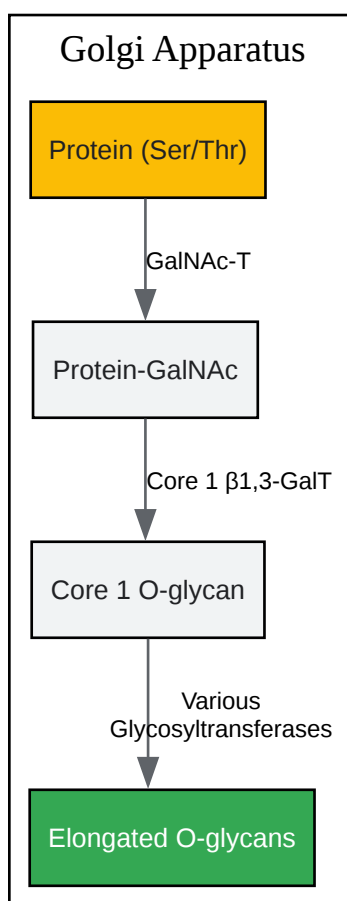 Golgi Apparatus
Protein (Ser/Thr)
GalNAc-T
Protein-GalNAc
Core 1 β1,3-GalT
Core 1 O-glycan
Various
Glycosyltransferases
Elongated O-glycans